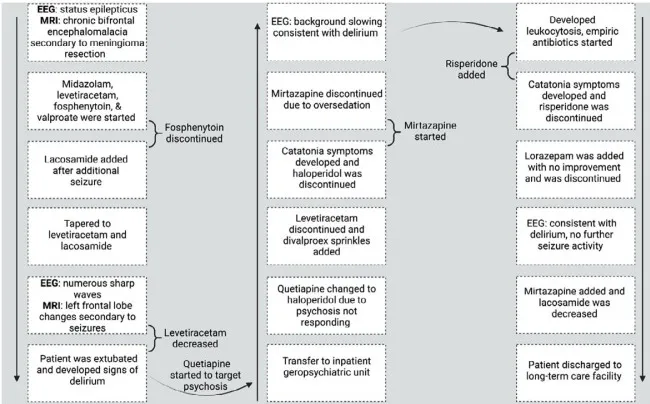 EEG: status epilepticus
MRI: chronic bifrontal
encephalomalacia
secondary to meningioma
resection
Midazolam,
levetiracetam,
fosphenytoin, &
valproate were started
Fosphenytoin
discontinued
Lacosamide added
after additional
seizure
Tapered to
levetiracetam and
lacosamide
EEG: numerous sharp
waves
MRI: left frontal lobe
changes secondary to
seizures
Levetiracetam
decreased
Patient was extubated
and developed signs of
delirium
Quetiapine
started to target
psychosis
Transfer to inpatient
geropsychiatric unit
Quetiapine changed to
haloperidol due to
psychosis not
responding
Levetiracetam
discontinued and
divalproex sprinkles
added
Catatonia symptoms
developed and
haloperidol was
discontinued
Mirtazapine
started
Mirtazapine discontinued
due to oversedation
EEG: background slowing
consistent with delirium
Developed
leukocytosis, empiric
antibiotics started
Risperidone
added
Catatonia symptoms
developed and
risperidone was
discontinued
Lorazepam was added
with no improvement
and was discontinued
EEG: consistent with
delirium, no further
seizure activity
Mirtazapine added and
lacosamide was
decreased
Patient discharged to
long-term care facility